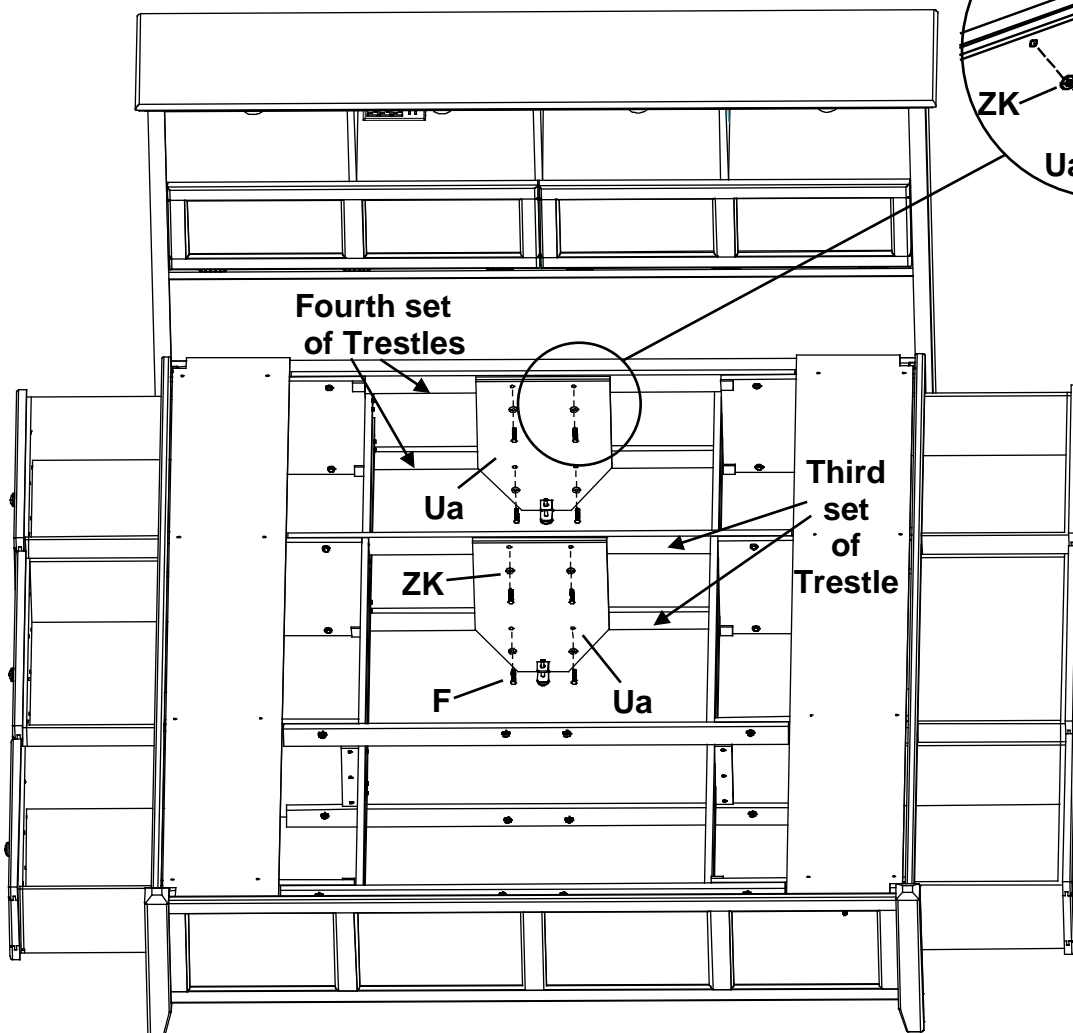 ZK
Ua
Fourth set
of Trestles
Ua
Third
set
of
Trestle
ZK
F
Ua